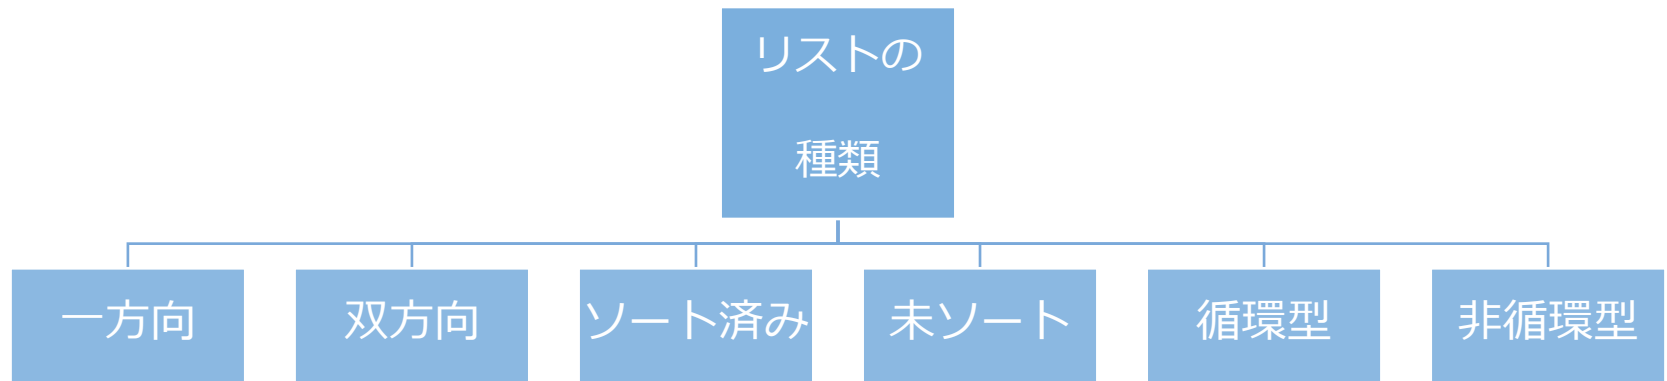 リストの
種類
一方向
双方向
ソート済み
未ソート
循環型
非循環型